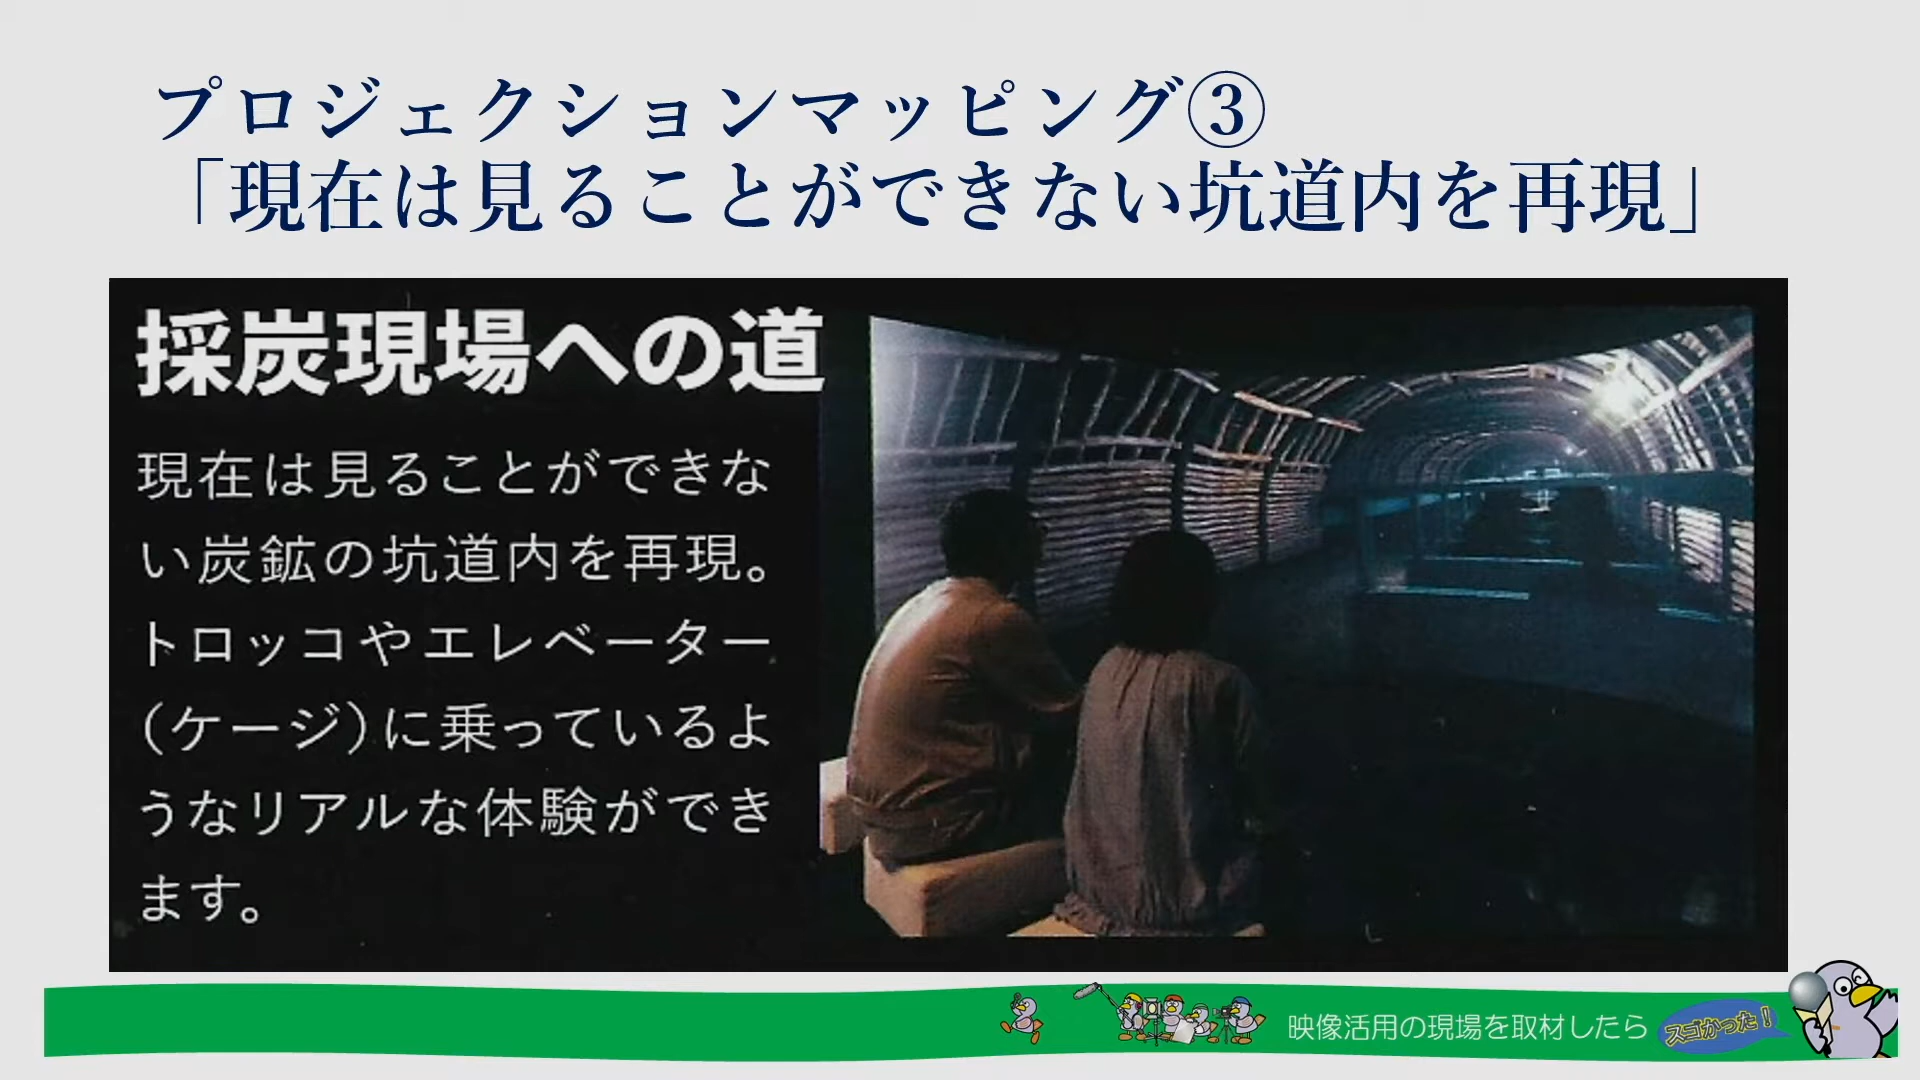 プロジェクションマッピング③
「現在は見ることができない坑道内を再現」
採炭現場への道
現在は見ることができな
い炭鉱の坑道内を再現。
トロッコやエレベーター
(ケージ)に乗っているよ
うなリアルな体験ができ
ます。
映像活用の現場を取材したら
スゴかった!